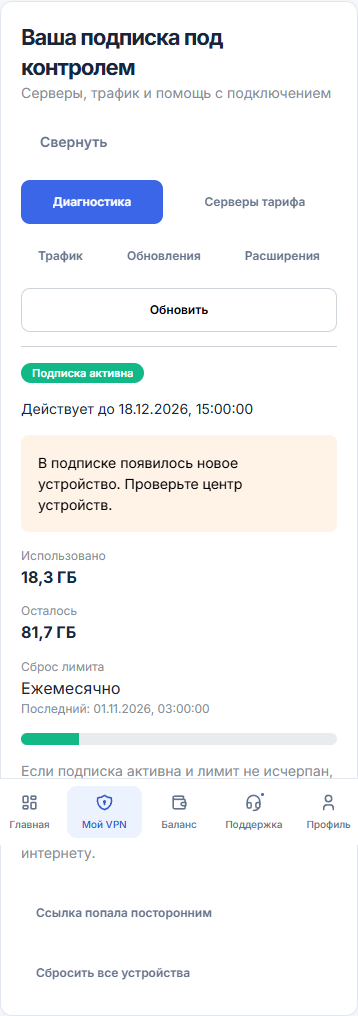 Ваша подписка под
контролем
Серверы, трафик и помощь с подключением
Свернуть
Диагностика
Серверы тарифа
Трафик
Обновления
Расширения
Обновить
Подписка активна
Действует до 18.12.2026, 15:00:00
В подписке появилось новое
устройство. Проверьте центр
устройств.
Использовано
18,3 ГБ
Осталось
81,7 ГБ
Сброс лимита
Ежемесячно
Последний: 01.11.2026, 03:00:00
Если подписка активна и лимит не исчерпан,
Главная
Мой VPN
Баланс
Поддержка
Профиль
интернету.
Ссылка попала посторонним
Сбросить все устройства